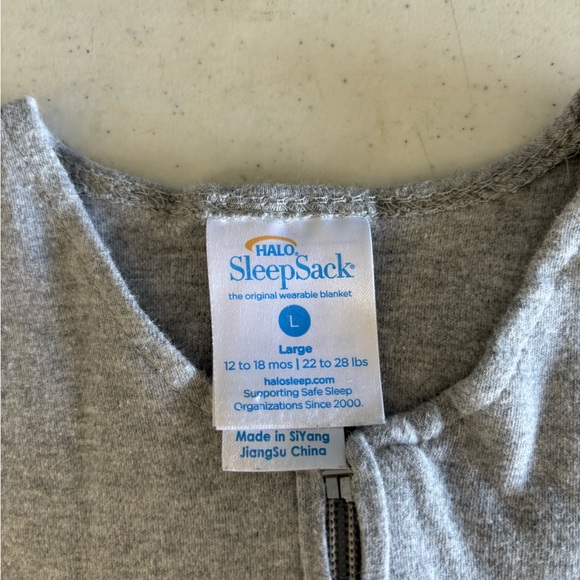 HALO
SleepSack®
the original wearable blanket
L
Large
12 to 18 mos | 22 to 28 lbs
halosleep.com
Supporting Safe Sleep
Organizations Since 2000.
Made in SiYang
JiangSu China